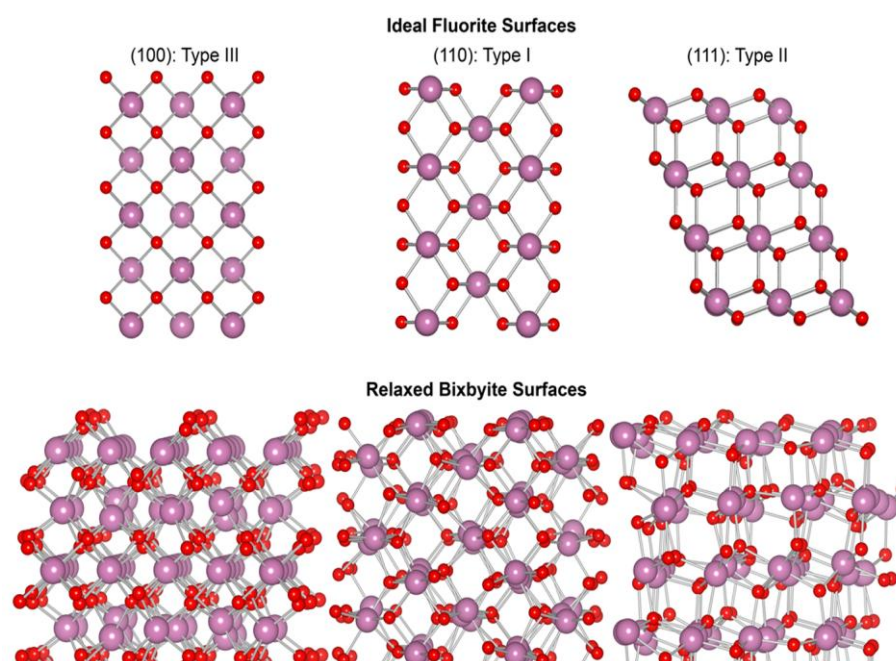 Ideal Fluorite Surfaces
(100): Type III
(110): Type I
(111): Type II
Relaxed Bixbyite Surfaces